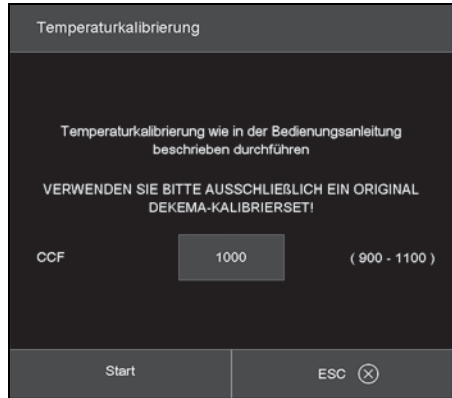 Temperaturkalibrierung
Temperaturkalibrierung wie in der Bedienungsanleitung
beschrieben durchführen
VERWENDEN SIE BITTE AUSSCHLIEßLICH EIN ORIGINAL
DEKEMA-KALIBRIERSET!
CCF 1000 ( 900 - 1100 )
Start ESC